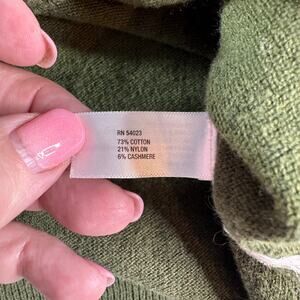 RN 54023
73% COTTON
21% NYLON
6% CASHMERE